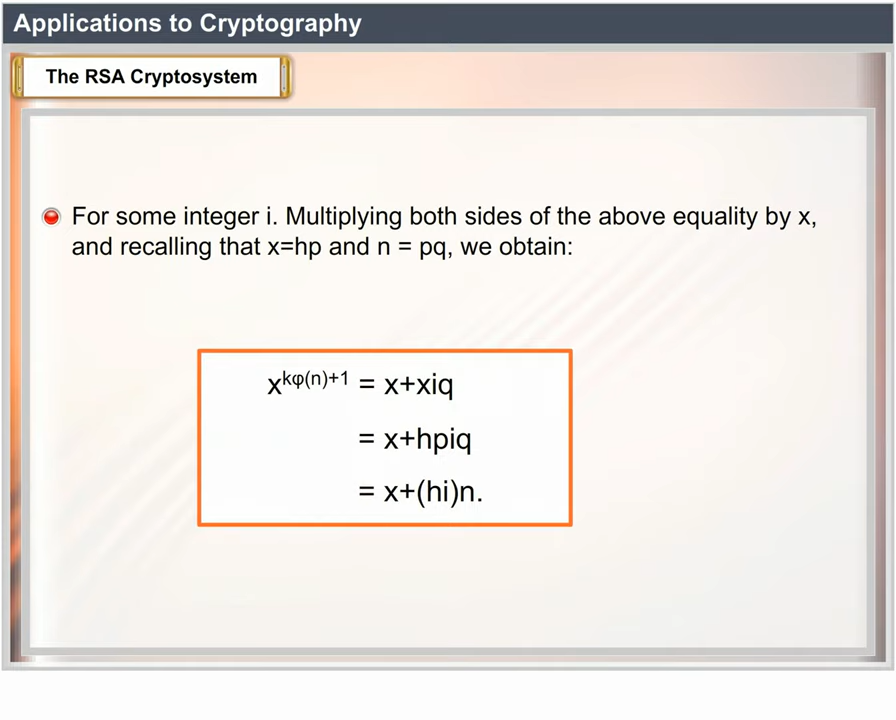 Applications to Cryptography
The RSA Cryptosystem
For some integer i. Multiplying both sides of the above equality by x,
and recalling that x=hp and n = pq, we obtain:
x^{kφ(n)+1} = x+xiq
= x+hpiq
= x+(hi)n.